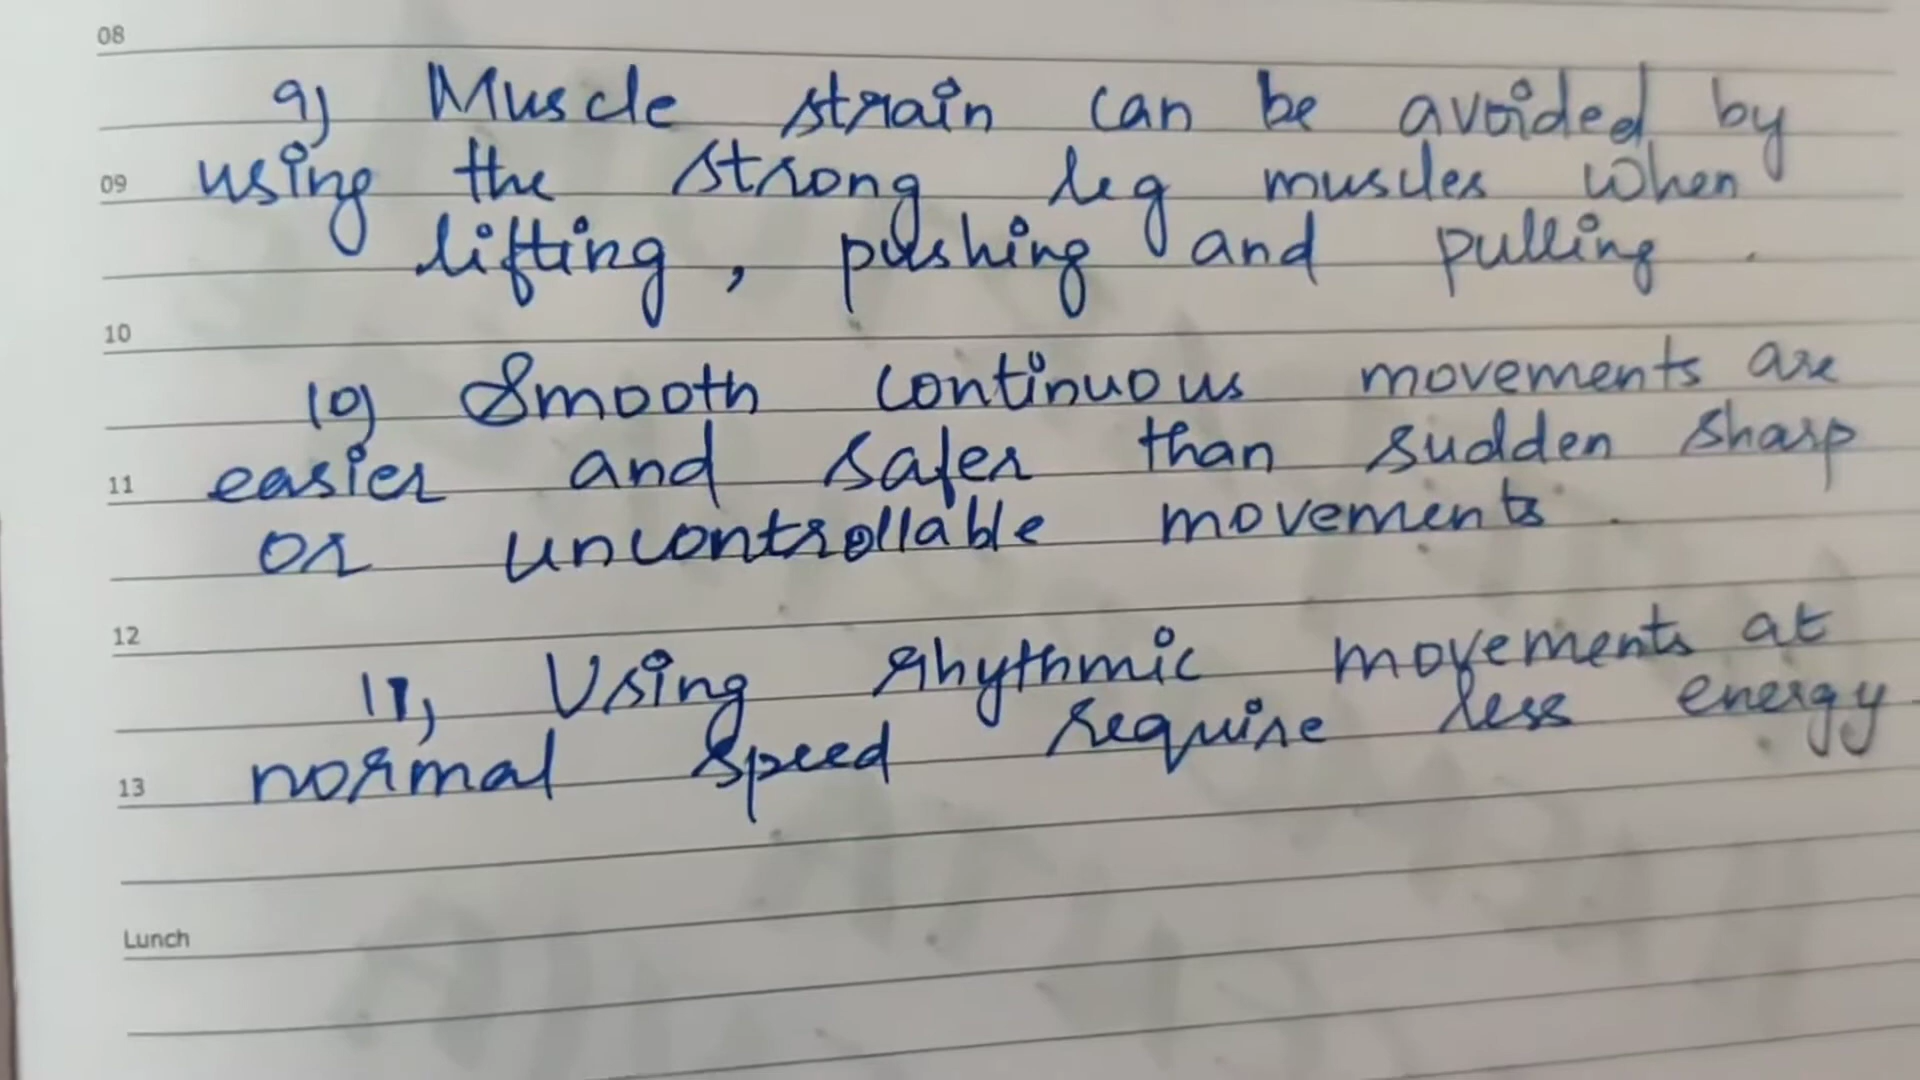 08
9) Muscle strain can be avoided by
09 using the strong leg muscles when
lifting, pushing and pulling.
10
10) Smooth continuous movements are
11 easier and safer than sudden sharp
or uncontrollable movements.
12
11) Using rhythmic movements at
13 normal speed require less energy
Lunch